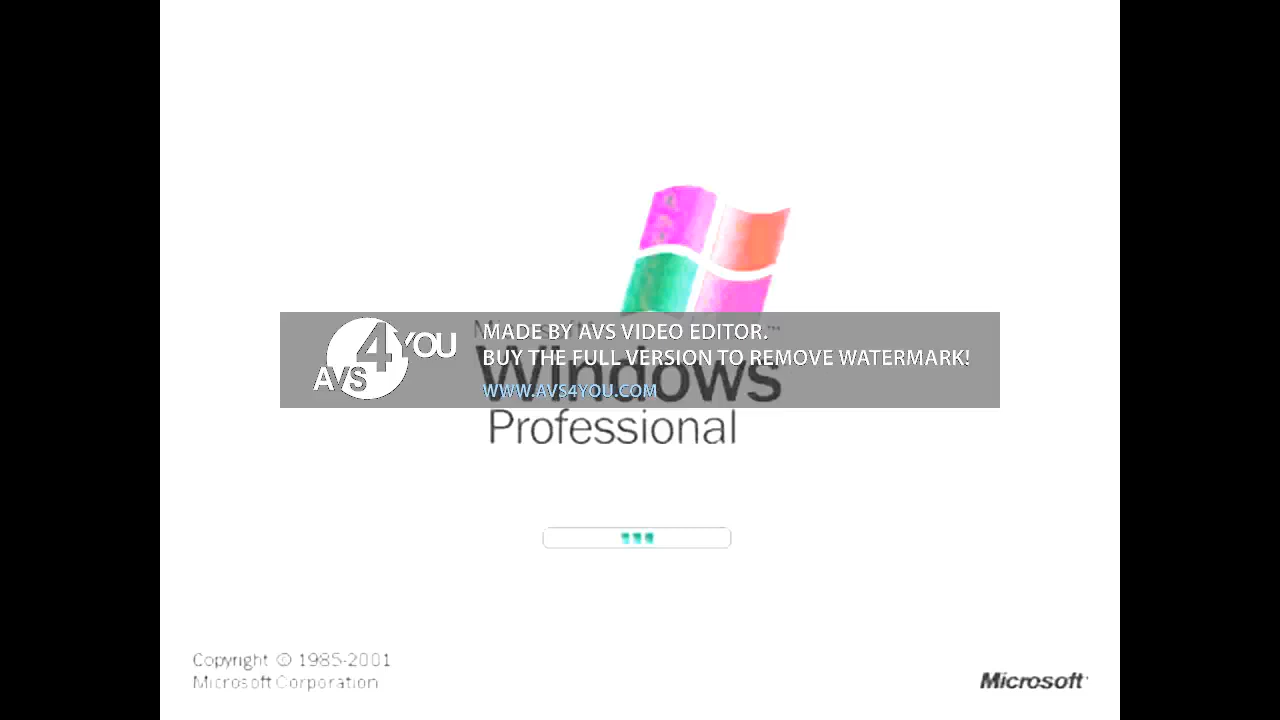 Microsoft
MADE BY AVS VIDEO EDITOR.
BUY THE FULL VERSION TO REMOVE WATERMARK!
AVS4YOU
WWW.AVS4YOU.COM
Windows
Professional
Copyright © 1985-2001
Microsoft Corporation
Microsoft